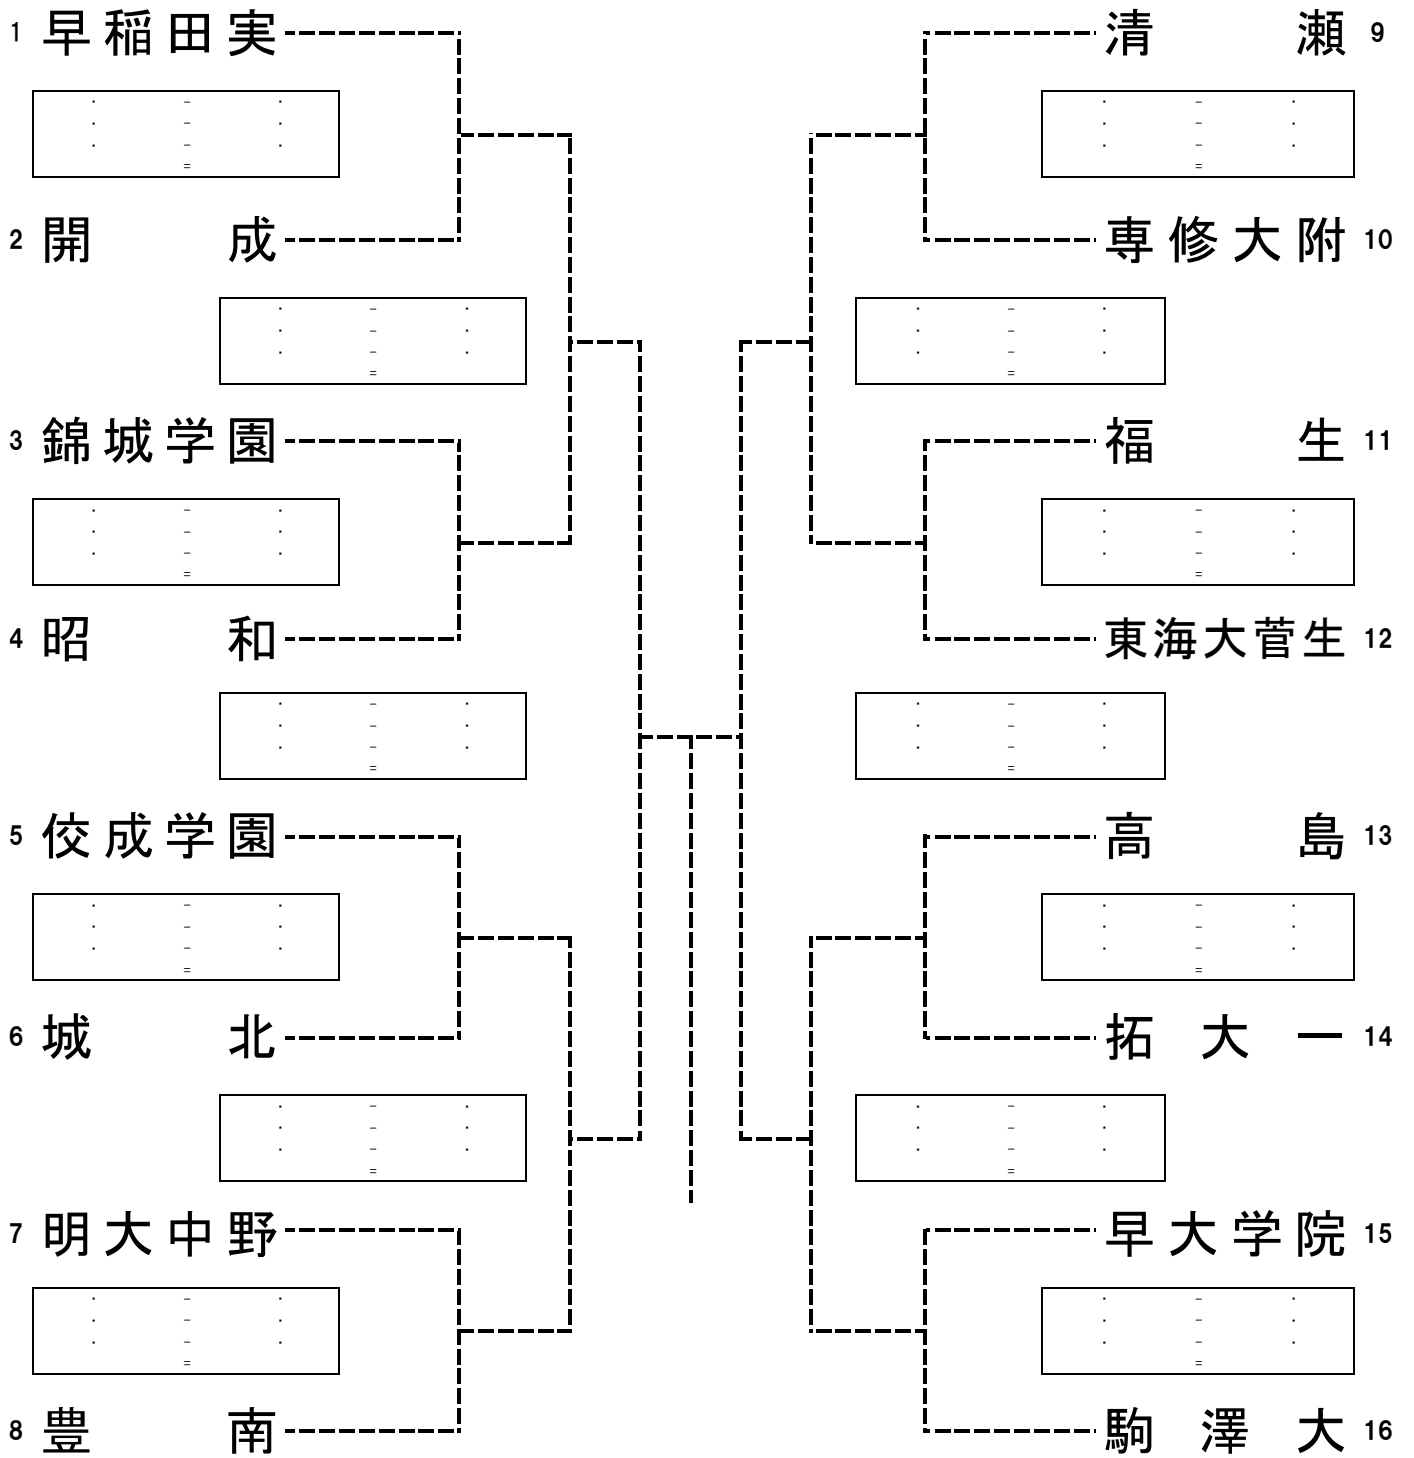 1 早稲田実
2 開成
3 錦城学園
4 昭和
5 佼成学園
6 城北
7 明大中野
8 豊南
清瀬 9
専修大附 10
福生 11
東海大菅生 12
高島 13
拓大一 14
早大学院 15
駒澤大 16